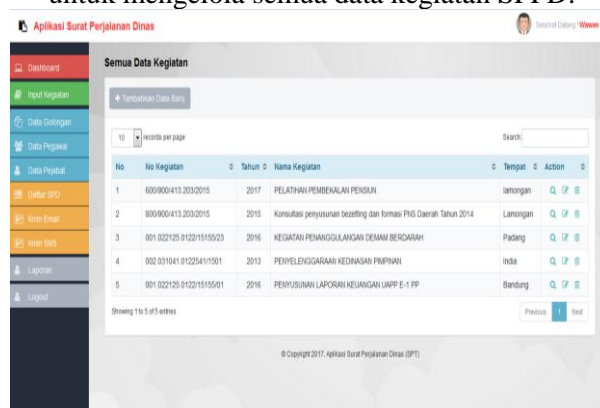 untuk mengelola semua data kegiatan SPPD.
Aplikasi Surat Perjalanan Dinas
Selamat Datang !Wawen
Dashboard
Input Kegiatan
Data Golongan
Data Pegawai
Data Pejabat
Daftar SPD
Kirim Email
Kirim SMS
Laporan
Logout
Semua Data Kegiatan
+ Tambahkan Data Baru
10 records per page
Search:
No No Kegiatan Tahun Nama Kegiatan Tempat Action
1 600/900/413.203/2015 2017 PELATIHAN PEMBEKALAN PENSIUN lamongan
2 800/900/413.203/2015 2015 Konsultasi penyusunan bezetting dan formasi PNS Daerah Tahun 2014 Lamongan
3 001.022125.0122/15155/23 2016 KEGIATAN PENANGGULANGAN DEMAM BERDARAH Padang
4 002.031041.0122541/1501 2013 PENYELENGGARAAN KEDINASAN PIMPINAN India
5 001.022125.0122/15155/01 2016 PENYUSUNAN LAPORAN KEUANGAN UAPP E-1 PP Bandung
Showing 1 to 5 of 5 entries
Previous 1 Next
© Copyright 2017, Aplikasi Surat Perjalanan Dinas (SPT)